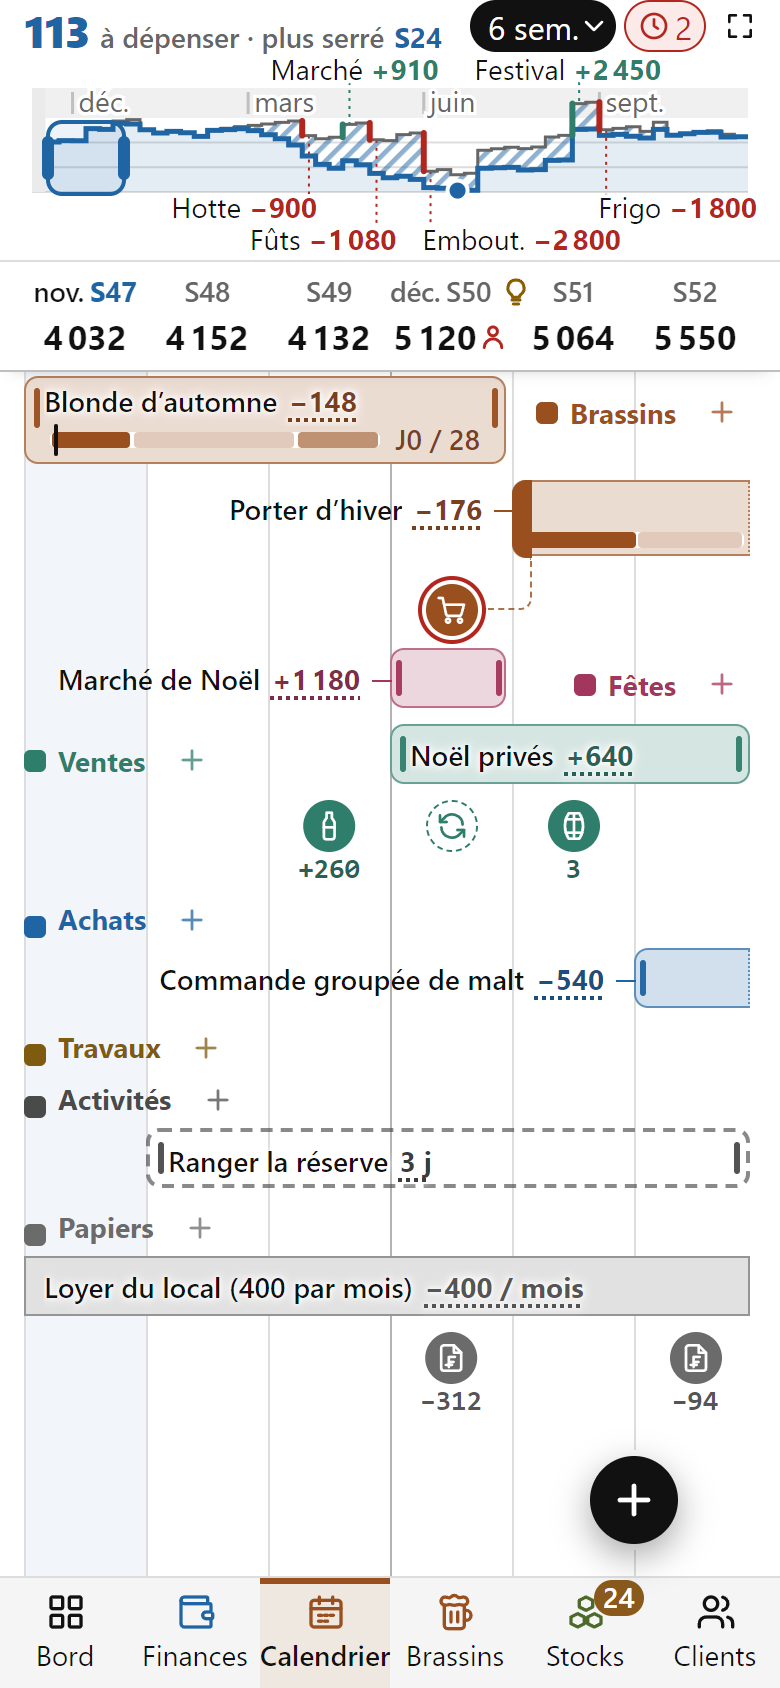 113 à dépenser · plus serré S24
6 sem.
2
Marché +910 Festival +2 450
déc. mars juin sept.
Hotte −900 Frigo −1 800
Fûts −1 080 Embout. −2 800
nov. S47 S48 S49 déc. S50 S51 S52
4 032 4 152 4 132 5 120 5 064 5 550
Blonde d’automne −148
J0 / 28
Brassins +
Porter d’hiver −176
Marché de Noël +1 180
Fêtes +
Noël privés +640
Ventes +
+260 3
Achats +
Commande groupée de malt −540
Travaux +
Activités +
Ranger la réserve 3 j
Papiers +
Loyer du local (400 par mois) −400 / mois
−312 −94
+
24
Bord Finances Calendrier Brassins Stocks Clients